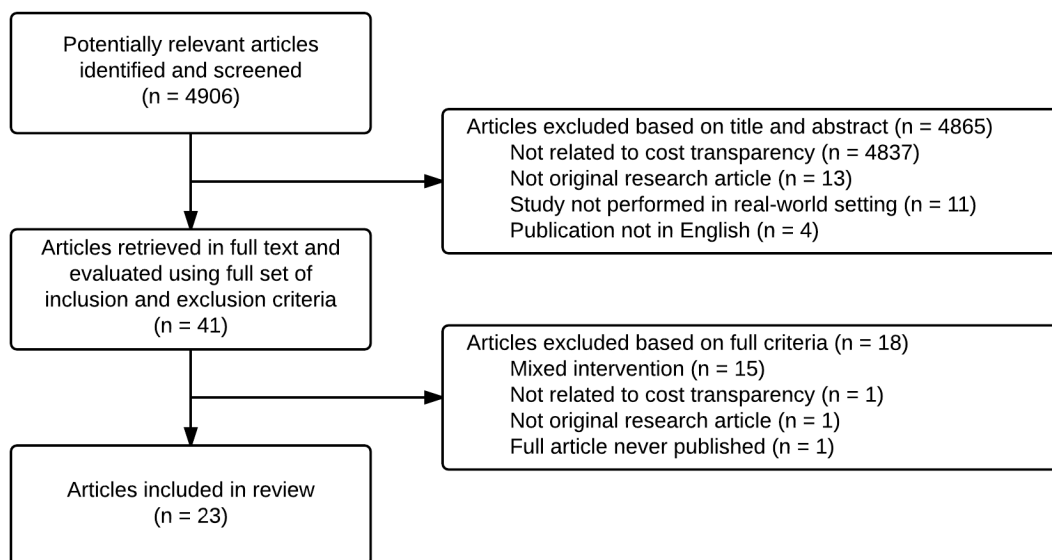 Potentially relevant articles
identified and screened
(n = 4906)
Articles excluded based on title and abstract (n = 4865)
Not related to cost transparency (n = 4837)
Not original research article (n = 13)
Study not performed in real-world setting (n = 11)
Publication not in English (n = 4)
Articles retrieved in full text and
evaluated using full set of
inclusion and exclusion criteria
(n = 41)
Articles excluded based on full criteria (n = 18)
Mixed intervention (n = 15)
Not related to cost transparency (n = 1)
Not original research article (n = 1)
Full article never published (n = 1)
Articles included in review
(n = 23)